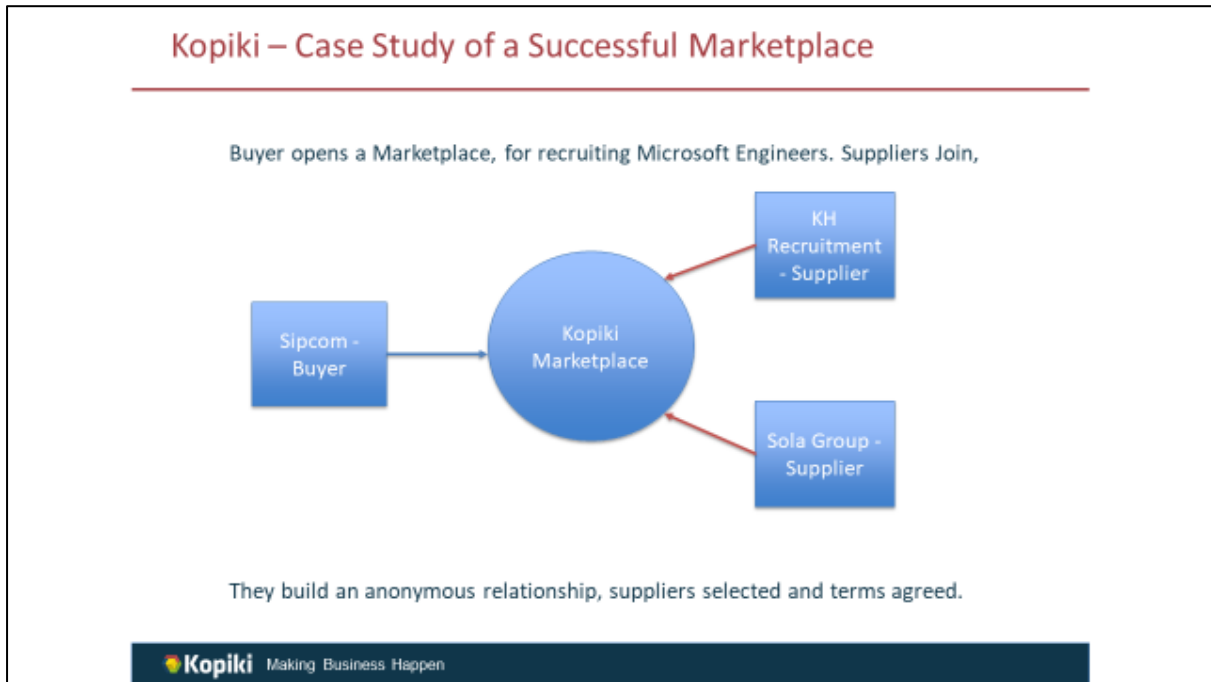 Kopiki – Case Study of a Successful Marketplace
Buyer opens a Marketplace, for recruiting Microsoft Engineers. Suppliers Join,
KH
Recruitment
- Supplier
Sipcom -
Buyer
Kopiki
Marketplace
Sola Group -
Supplier
They build an anonymous relationship, suppliers selected and terms agreed.
Kopiki Making Business Happen